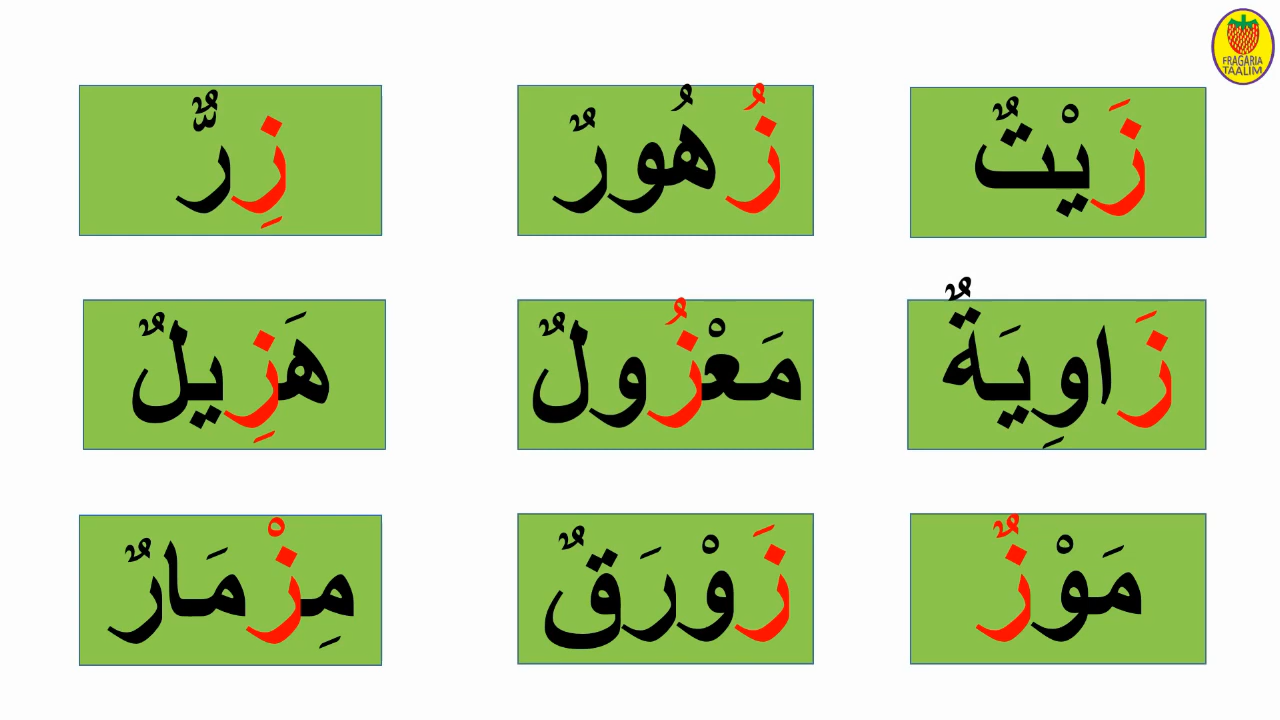 FRAGARIA
TAALIM
زَيْتٌ زُهُورٌ زِرٌّ
زَاوِيَةٌ مَعْزُولٌ هَزِيلٌ
مَوْزٌ زَوْرَقٌ مِزْمَارٌ